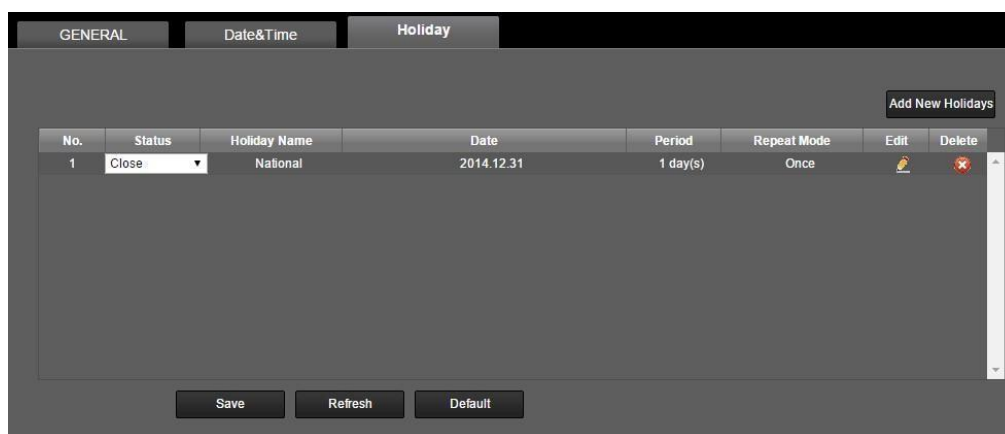 GENERAL Date&Time Holiday
Add New Holidays
No. Status Holiday Name Date Period Repeat Mode Edit Delete
1 Close National 2014.12.31 1 day(s) Once
Save Refresh Default